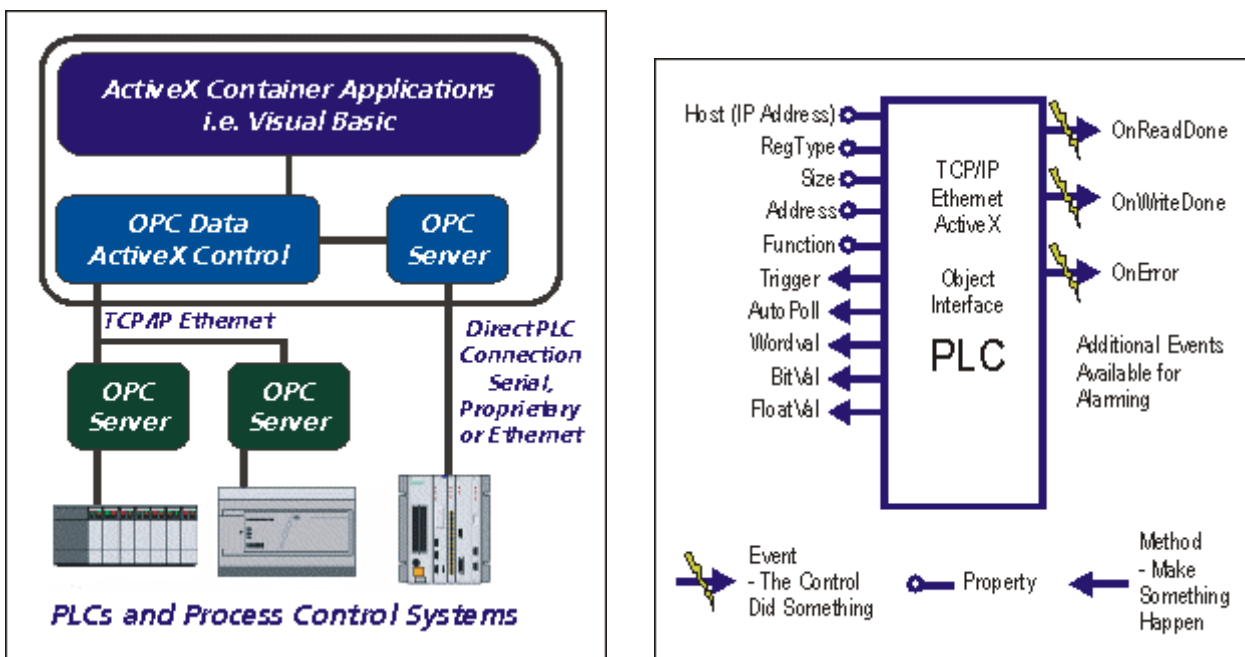 ActiveX Container Applications
i.e. Visual Basic
OPC Data
ActiveX Control
OPC
Server
TCP/IP Ethernet
Direct PLC
Connection
Serial,
Proprietary
or Ethernet
OPC
Server
OPC
Server
PLCs and Process Control Systems
Host (IP Address)
RegType
Size
Address
Function
Trigger
Auto Poll
Wordval
BitVal
FloatVal
TCP/IP
Ethernet
ActiveX
Object
Interface
PLC
OnReadDone
OnWriteDone
OnError
Additional Events
Available for
Alarming
Event
- The Control
Did Something
Property
Method
- Make
Something
Happen